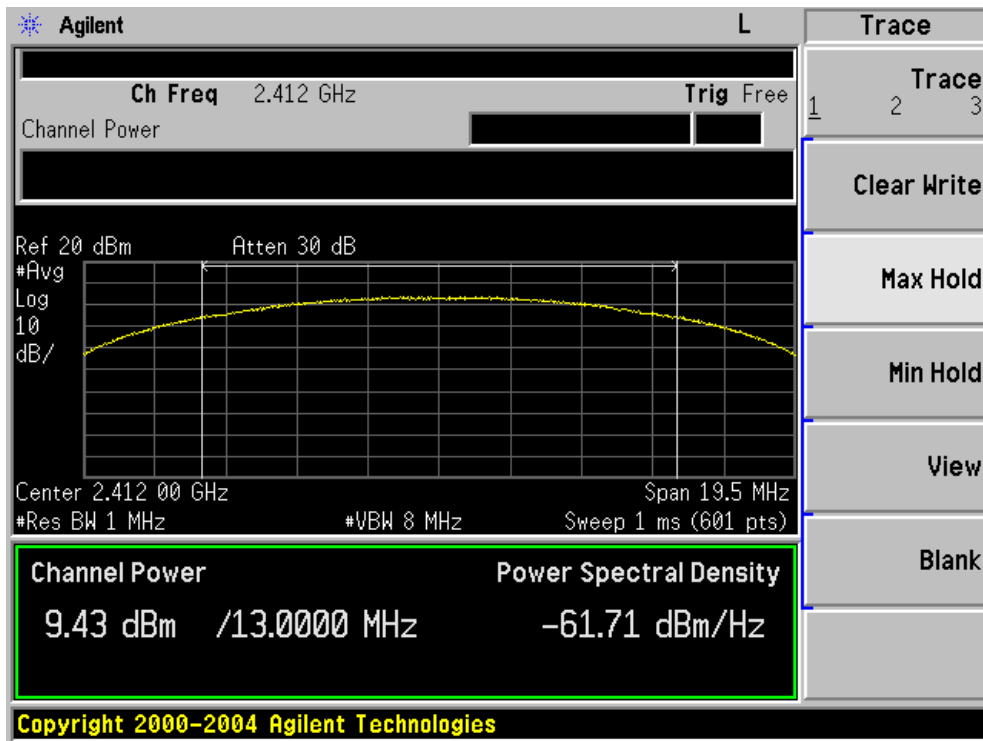 Agilent L Trace
Ch Freq 2.412 GHz Trig Free
Channel Power
Trace
1 2 3
Clear Write
Ref 20 dBm Atten 30 dB
#Avg
Log
10
dB/
Max Hold
Min Hold
View
Center 2.412 00 GHz Span 19.5 MHz
#Res BW 1 MHz #VBW 8 MHz Sweep 1 ms (601 pts)
Blank
Channel Power Power Spectral Density
9.43 dBm /13.0000 MHz -61.71 dBm/Hz
Copyright 2000-2004 Agilent Technologies